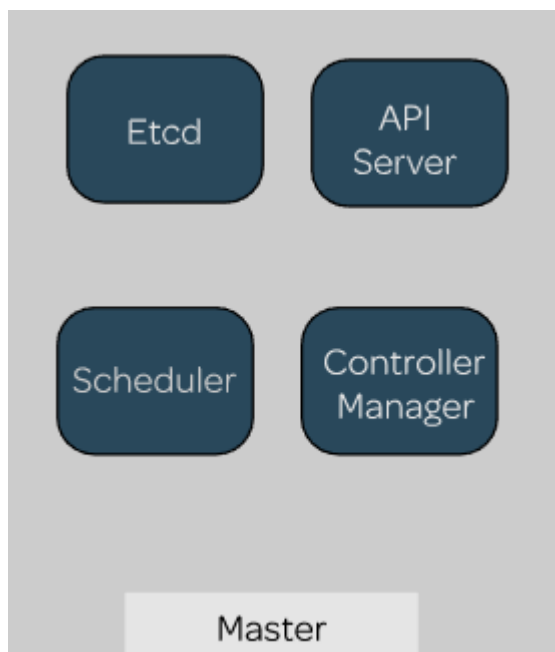 Etcd
API
Server
Scheduler
Controller
Manager
Master